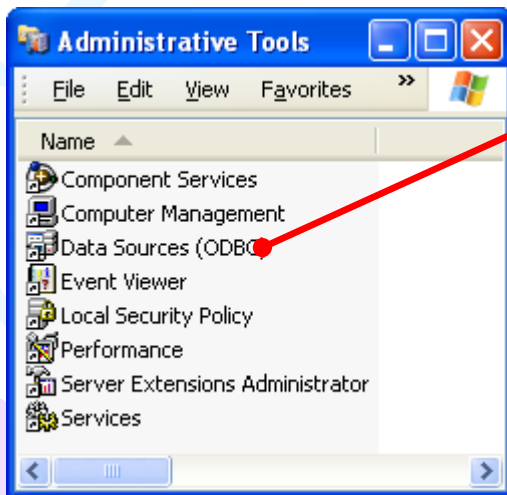 Administrative Tools
File Edit View Favorites »
Name
Component Services
Computer Management
Data Sources (ODBC)
Event Viewer
Local Security Policy
Performance
Server Extensions Administrator
Services